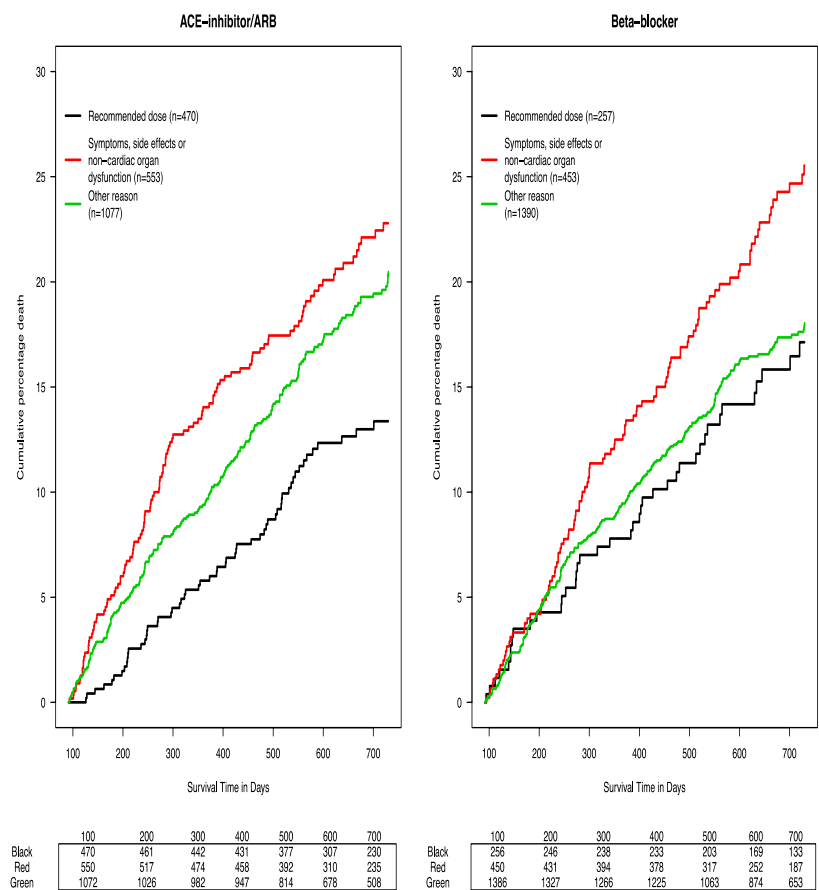 ACE−inhibitor/ARB
30
25
20
15
10
5
0
Cumulative percentage death
Recommended dose (n=470)
Symptoms, side effects or
non−cardiac organ
dysfunction (n=553)
Other reason
(n=1077)
100 200 300 400 500 600 700
Survival Time in Days
100 200 300 400 500 600 700
Black 470 461 442 431 377 307 230
Red 550 517 474 458 392 310 235
Green 1072 1026 982 947 814 678 508
Beta−blocker
30
25
20
15
10
5
0
Cumulative percentage death
Recommended dose (n=257)
Symptoms, side effects or
non−cardiac organ
dysfunction (n=453)
Other reason
(n=1390)
100 200 300 400 500 600 700
Survival Time in Days
100 200 300 400 500 600 700
Black 256 246 238 233 203 169 133
Red 450 431 394 378 317 252 187
Green 1386 1327 1266 1225 1063 874 653